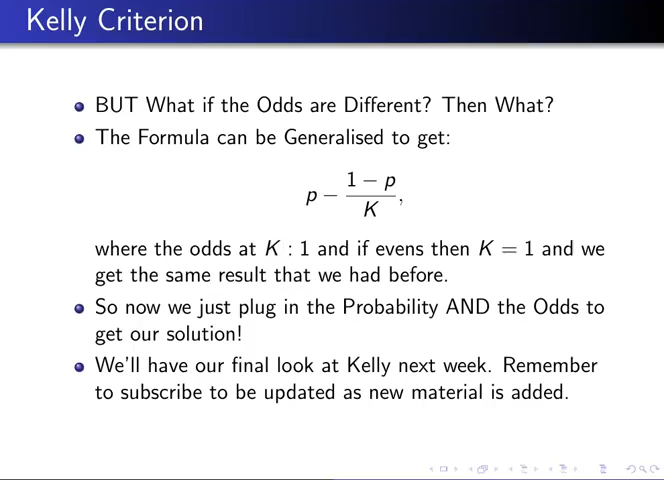 Kelly Criterion
BUT What if the Odds are Different? Then What?
The Formula can be Generalised to get:
p − (1 − p)/K,
where the odds at K : 1 and if evens then K = 1 and we
get the same result that we had before.
So now we just plug in the Probability AND the Odds to
get our solution!
We'll have our final look at Kelly next week. Remember
to subscribe to be updated as new material is added.